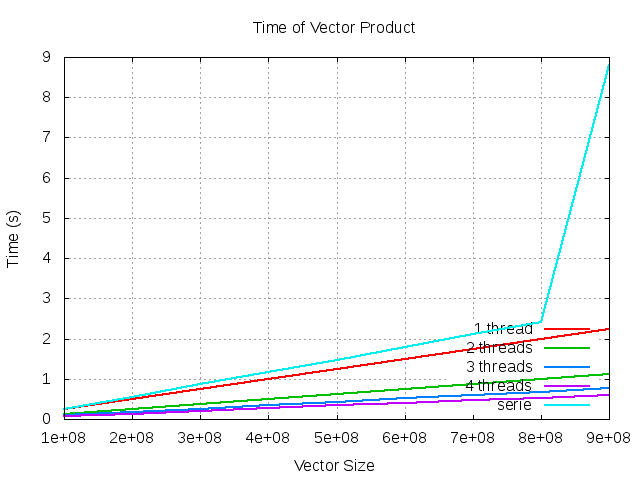 Time of Vector Product
9
8
7
6
5
4
3
2
1
0
Time (s)
1 thread
2 threads
3 threads
4 threads
serie
1e+08 2e+08 3e+08 4e+08 5e+08 6e+08 7e+08 8e+08 9e+08
Vector Size